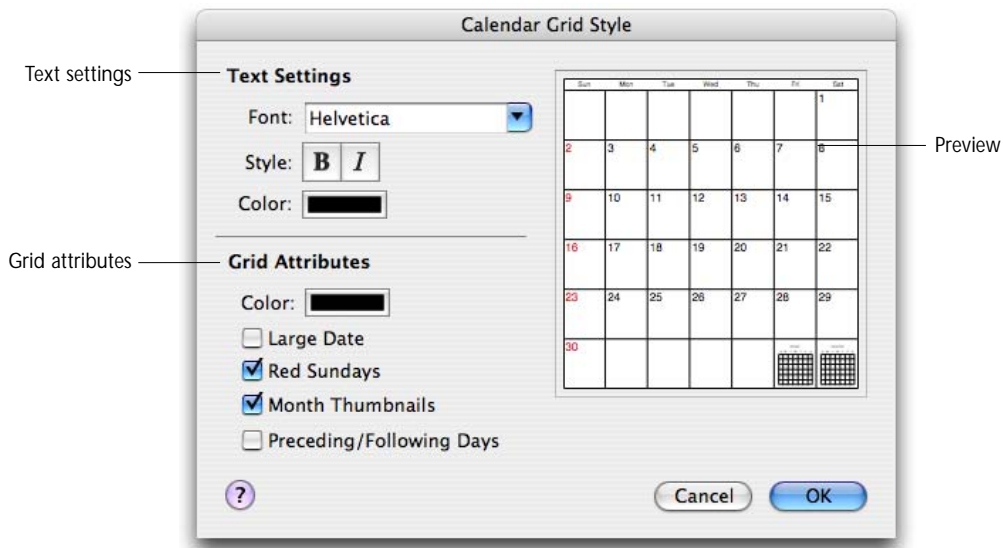 Calendar Grid Style
Text settings
Text Settings
Font: Helvetica
Style: B I
Color:
Grid attributes
Grid Attributes
Color:
Large Date
Red Sundays
Month Thumbnails
Preceding/Following Days
?
Sun Mon Tue Wed Thu Fri Sat
1
2 3 4 5 6 7 8
9 10 11 12 13 14 15
16 17 18 19 20 21 22
23 24 25 26 27 28 29
30
Preview
Cancel OK